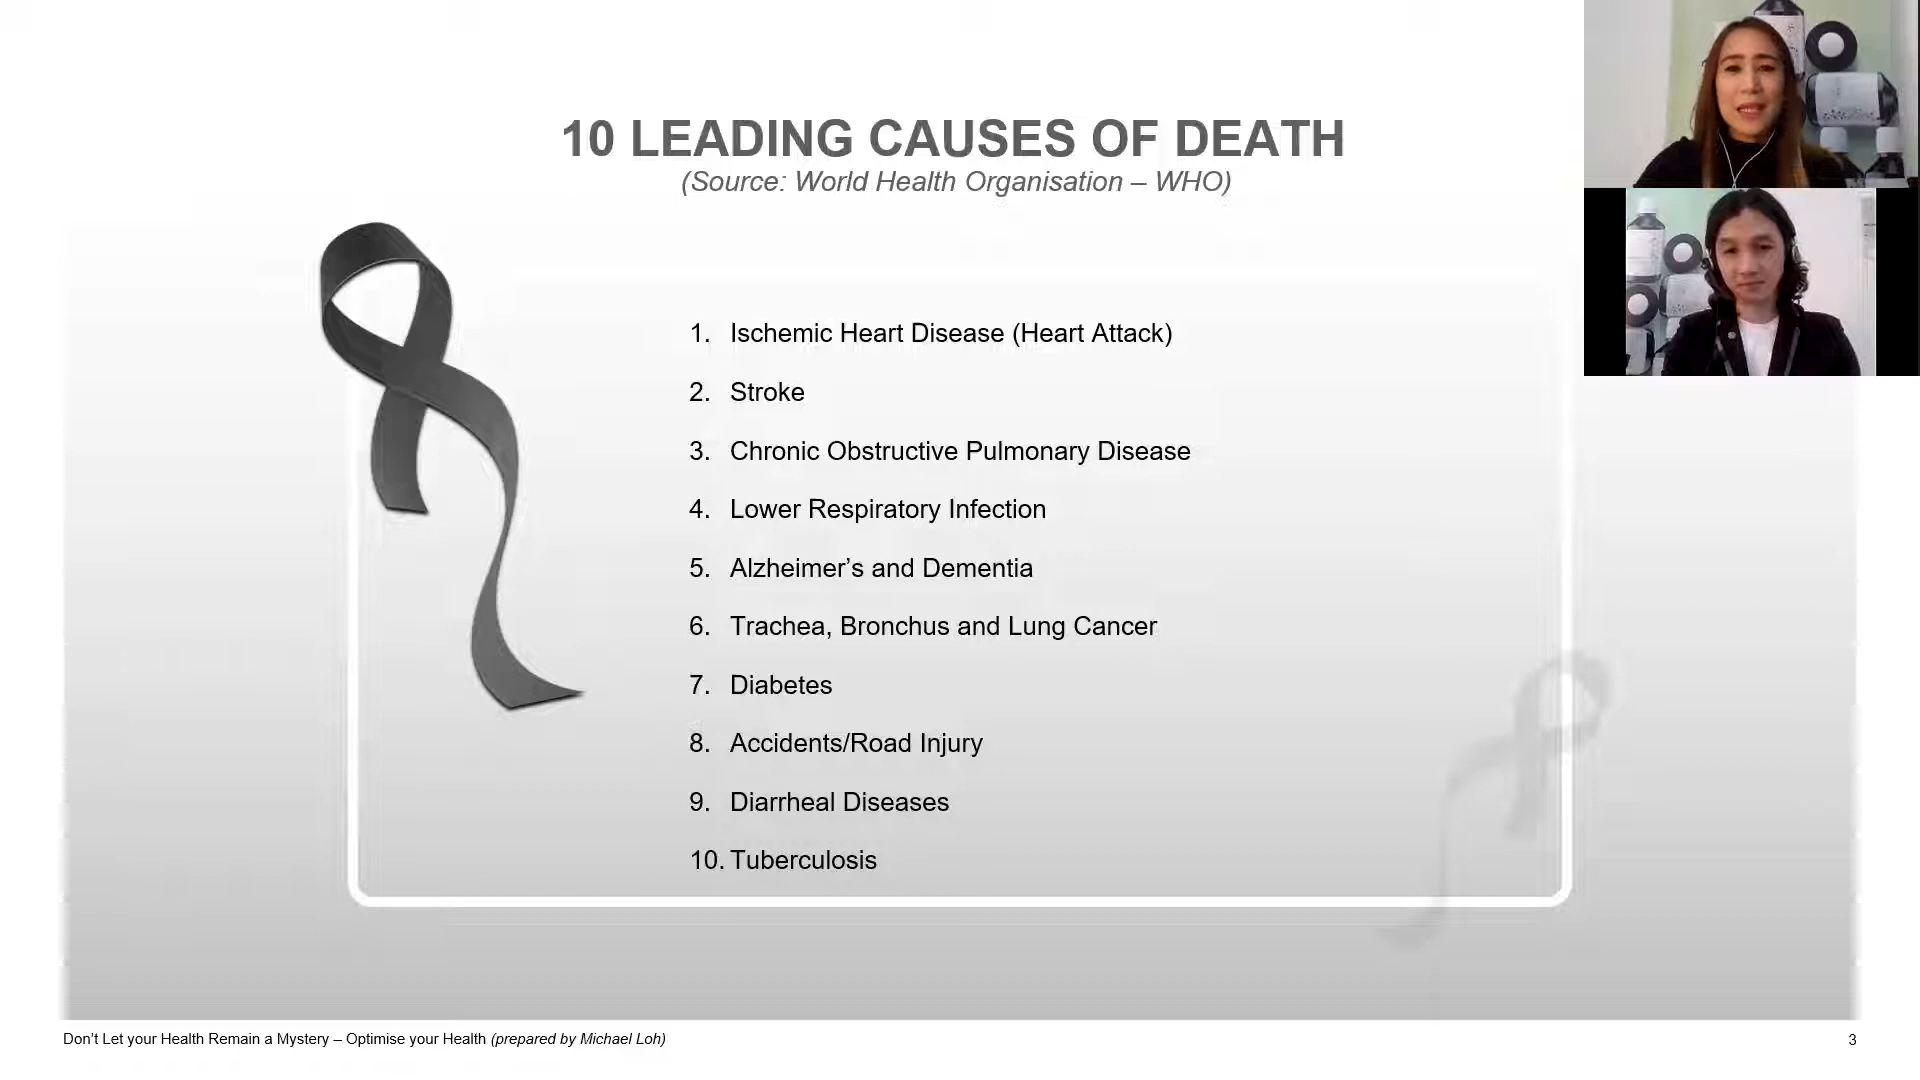 10 LEADING CAUSES OF DEATH
(Source: World Health Organisation – WHO)
1. Ischemic Heart Disease (Heart Attack)
2. Stroke
3. Chronic Obstructive Pulmonary Disease
4. Lower Respiratory Infection
5. Alzheimer’s and Dementia
6. Trachea, Bronchus and Lung Cancer
7. Diabetes
8. Accidents/Road Injury
9. Diarrheal Diseases
10. Tuberculosis
Don’t Let your Health Remain a Mystery – Optimise your Health (prepared by Michael Loh)
3